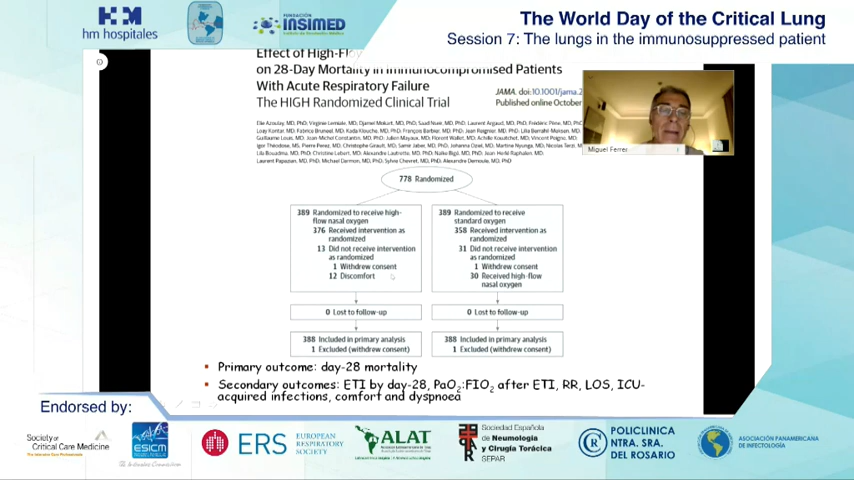 hm hospitales
FUNDACIÓN
INSIMED
The World Day of the Critical Lung
Session 7: The lungs in the immunosuppressed patient
Effect of High-Flow
on 28-Day Mortality in Immunocompromised Patients
With Acute Respiratory Failure
The HIGH Randomized Clinical Trial
JAMA. doi:10.1001/jama.2
Published online October
Miguel Ferrer
778 Randomized
389 Randomized to receive high-
flow nasal oxygen
376 Received intervention as
randomized
13 Did not receive intervention
as randomized
1 Withdrew consent
12 Discomfort
389 Randomized to receive
standard oxygen
358 Received intervention as
randomized
31 Did not receive intervention
as randomized
1 Withdrew consent
30 Received high-flow
nasal oxygen
0 Lost to follow-up
0 Lost to follow-up
388 Included in primary analysis
1 Excluded (withdrew consent)
388 Included in primary analysis
1 Excluded (withdrew consent)
▪ Primary outcome: day-28 mortality
▪ Secondary outcomes: ETI by day-28, PaO2:FIO2 after ETI, RR, LOS, ICU-
acquired infections, comfort and dyspnoea
Endorsed by:
Society of
Critical Care Medicine
ESICM
ERS
EUROPEAN
RESPIRATORY
SOCIETY
ALAT
Sociedad Española
de Neumología
y Cirugía Torácica
SEPAR
POLICLINICA
NTRA. SRA.
DEL ROSARIO
ASOCIACIÓN PANAMERICANA
DE INFECTOLOGÍA